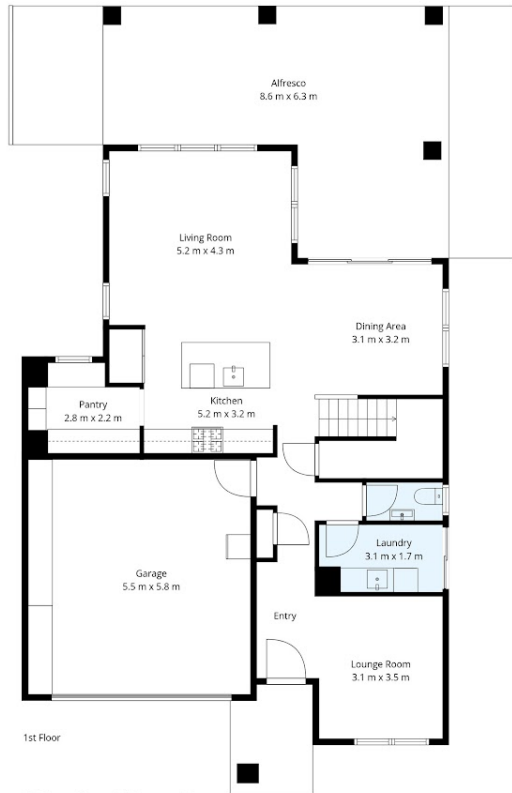 Alfresco
8.6 m x 6.3 m
Living Room
5.2 m x 4.3 m
Dining Area
3.1 m x 3.2 m
Kitchen
5.2 m x 3.2 m
Pantry
2.8 m x 2.2 m
Laundry
3.1 m x 1.7 m
Garage
5.5 m x 5.8 m
Entry
Lounge Room
3.1 m x 3.5 m
1st Floor